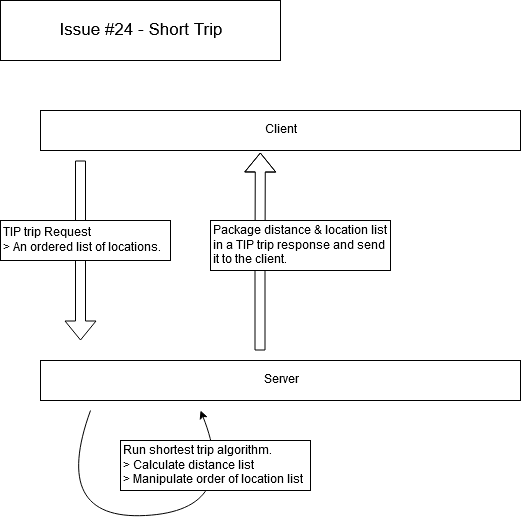 Issue #24 - Short Trip
Client
TIP trip Request
> An ordered list of locations.
Package distance & location list
in a TIP trip response and send
it to the client.
Server
Run shortest trip algorithm.
> Calculate distance list
> Manipulate order of location list